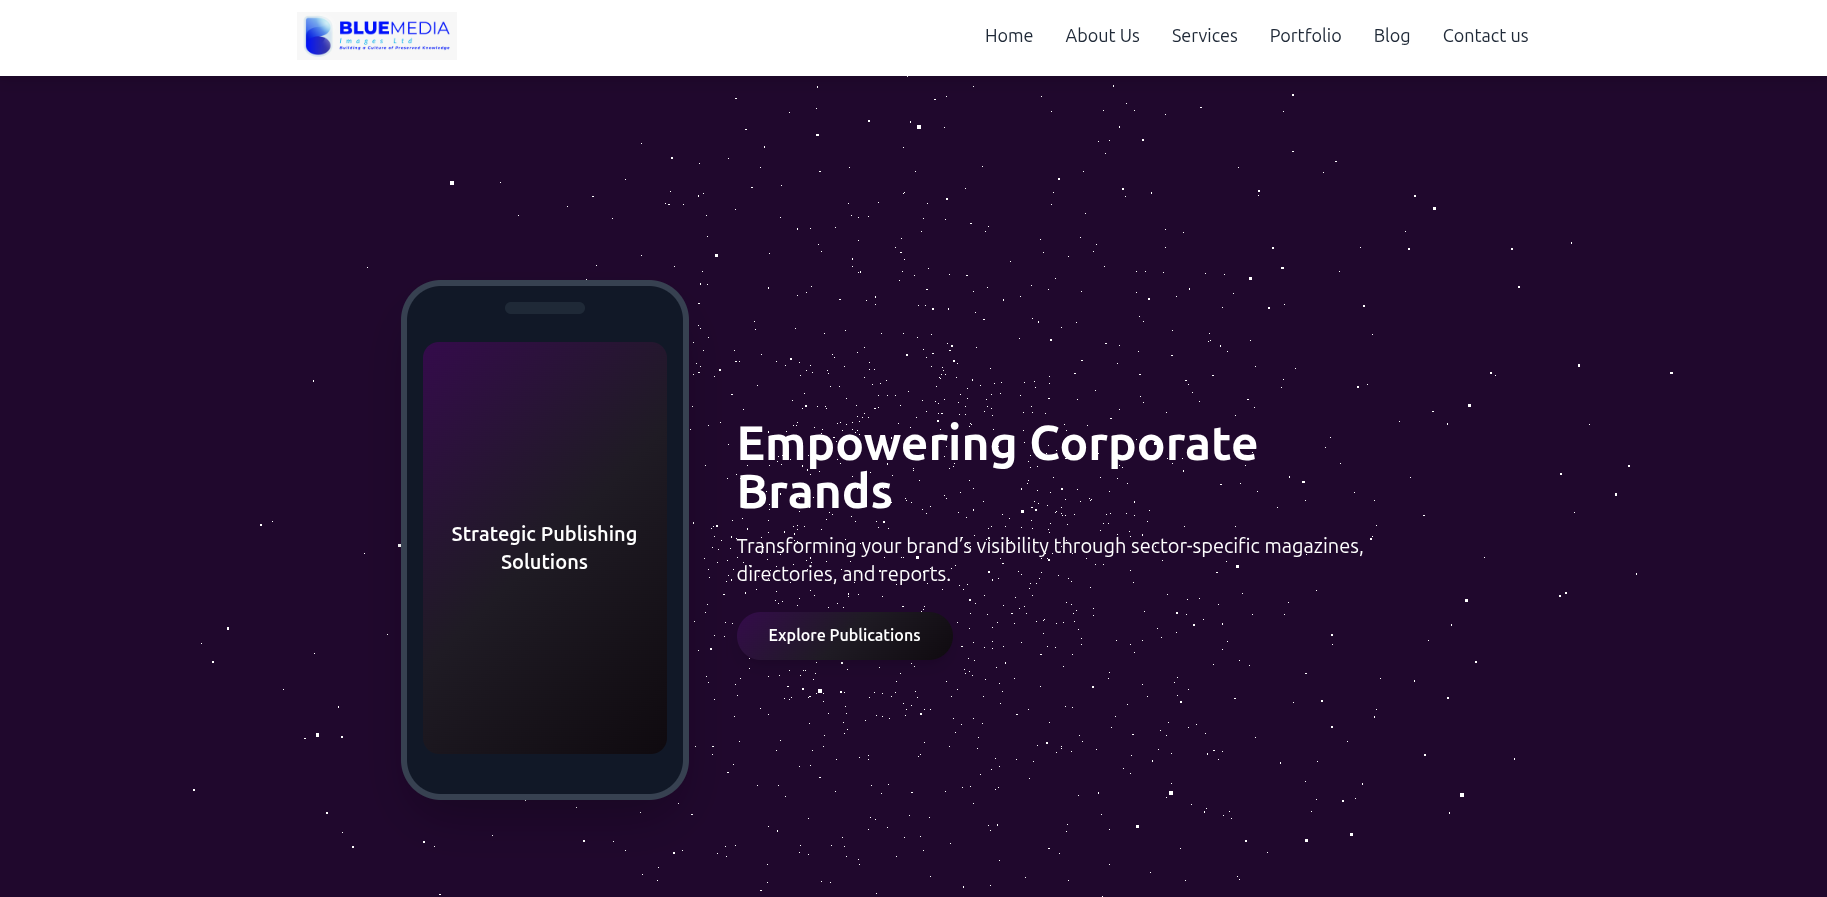 BLUEMEDIA
Images Ltd
Building a Culture of Preserved Knowledge
Home About Us Services Portfolio Blog Contact us
Strategic Publishing
Solutions
Empowering Corporate
Brands
Transforming your brand’s visibility through sector-specific magazines,
directories, and reports.
Explore Publications